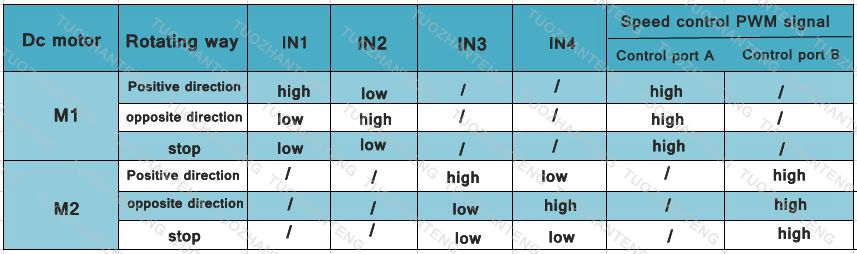 Dc motor Rotating way IN1 IN2 IN3 IN4 Speed control PWM signal
Control port A Control port B
M1 Positive direction high low / / high /
opposite direction low high / / high /
stop low low / / high /
M2 Positive direction / / high low / high
opposite direction / / low high / high
stop / / low low / high
TUOZHANTENG